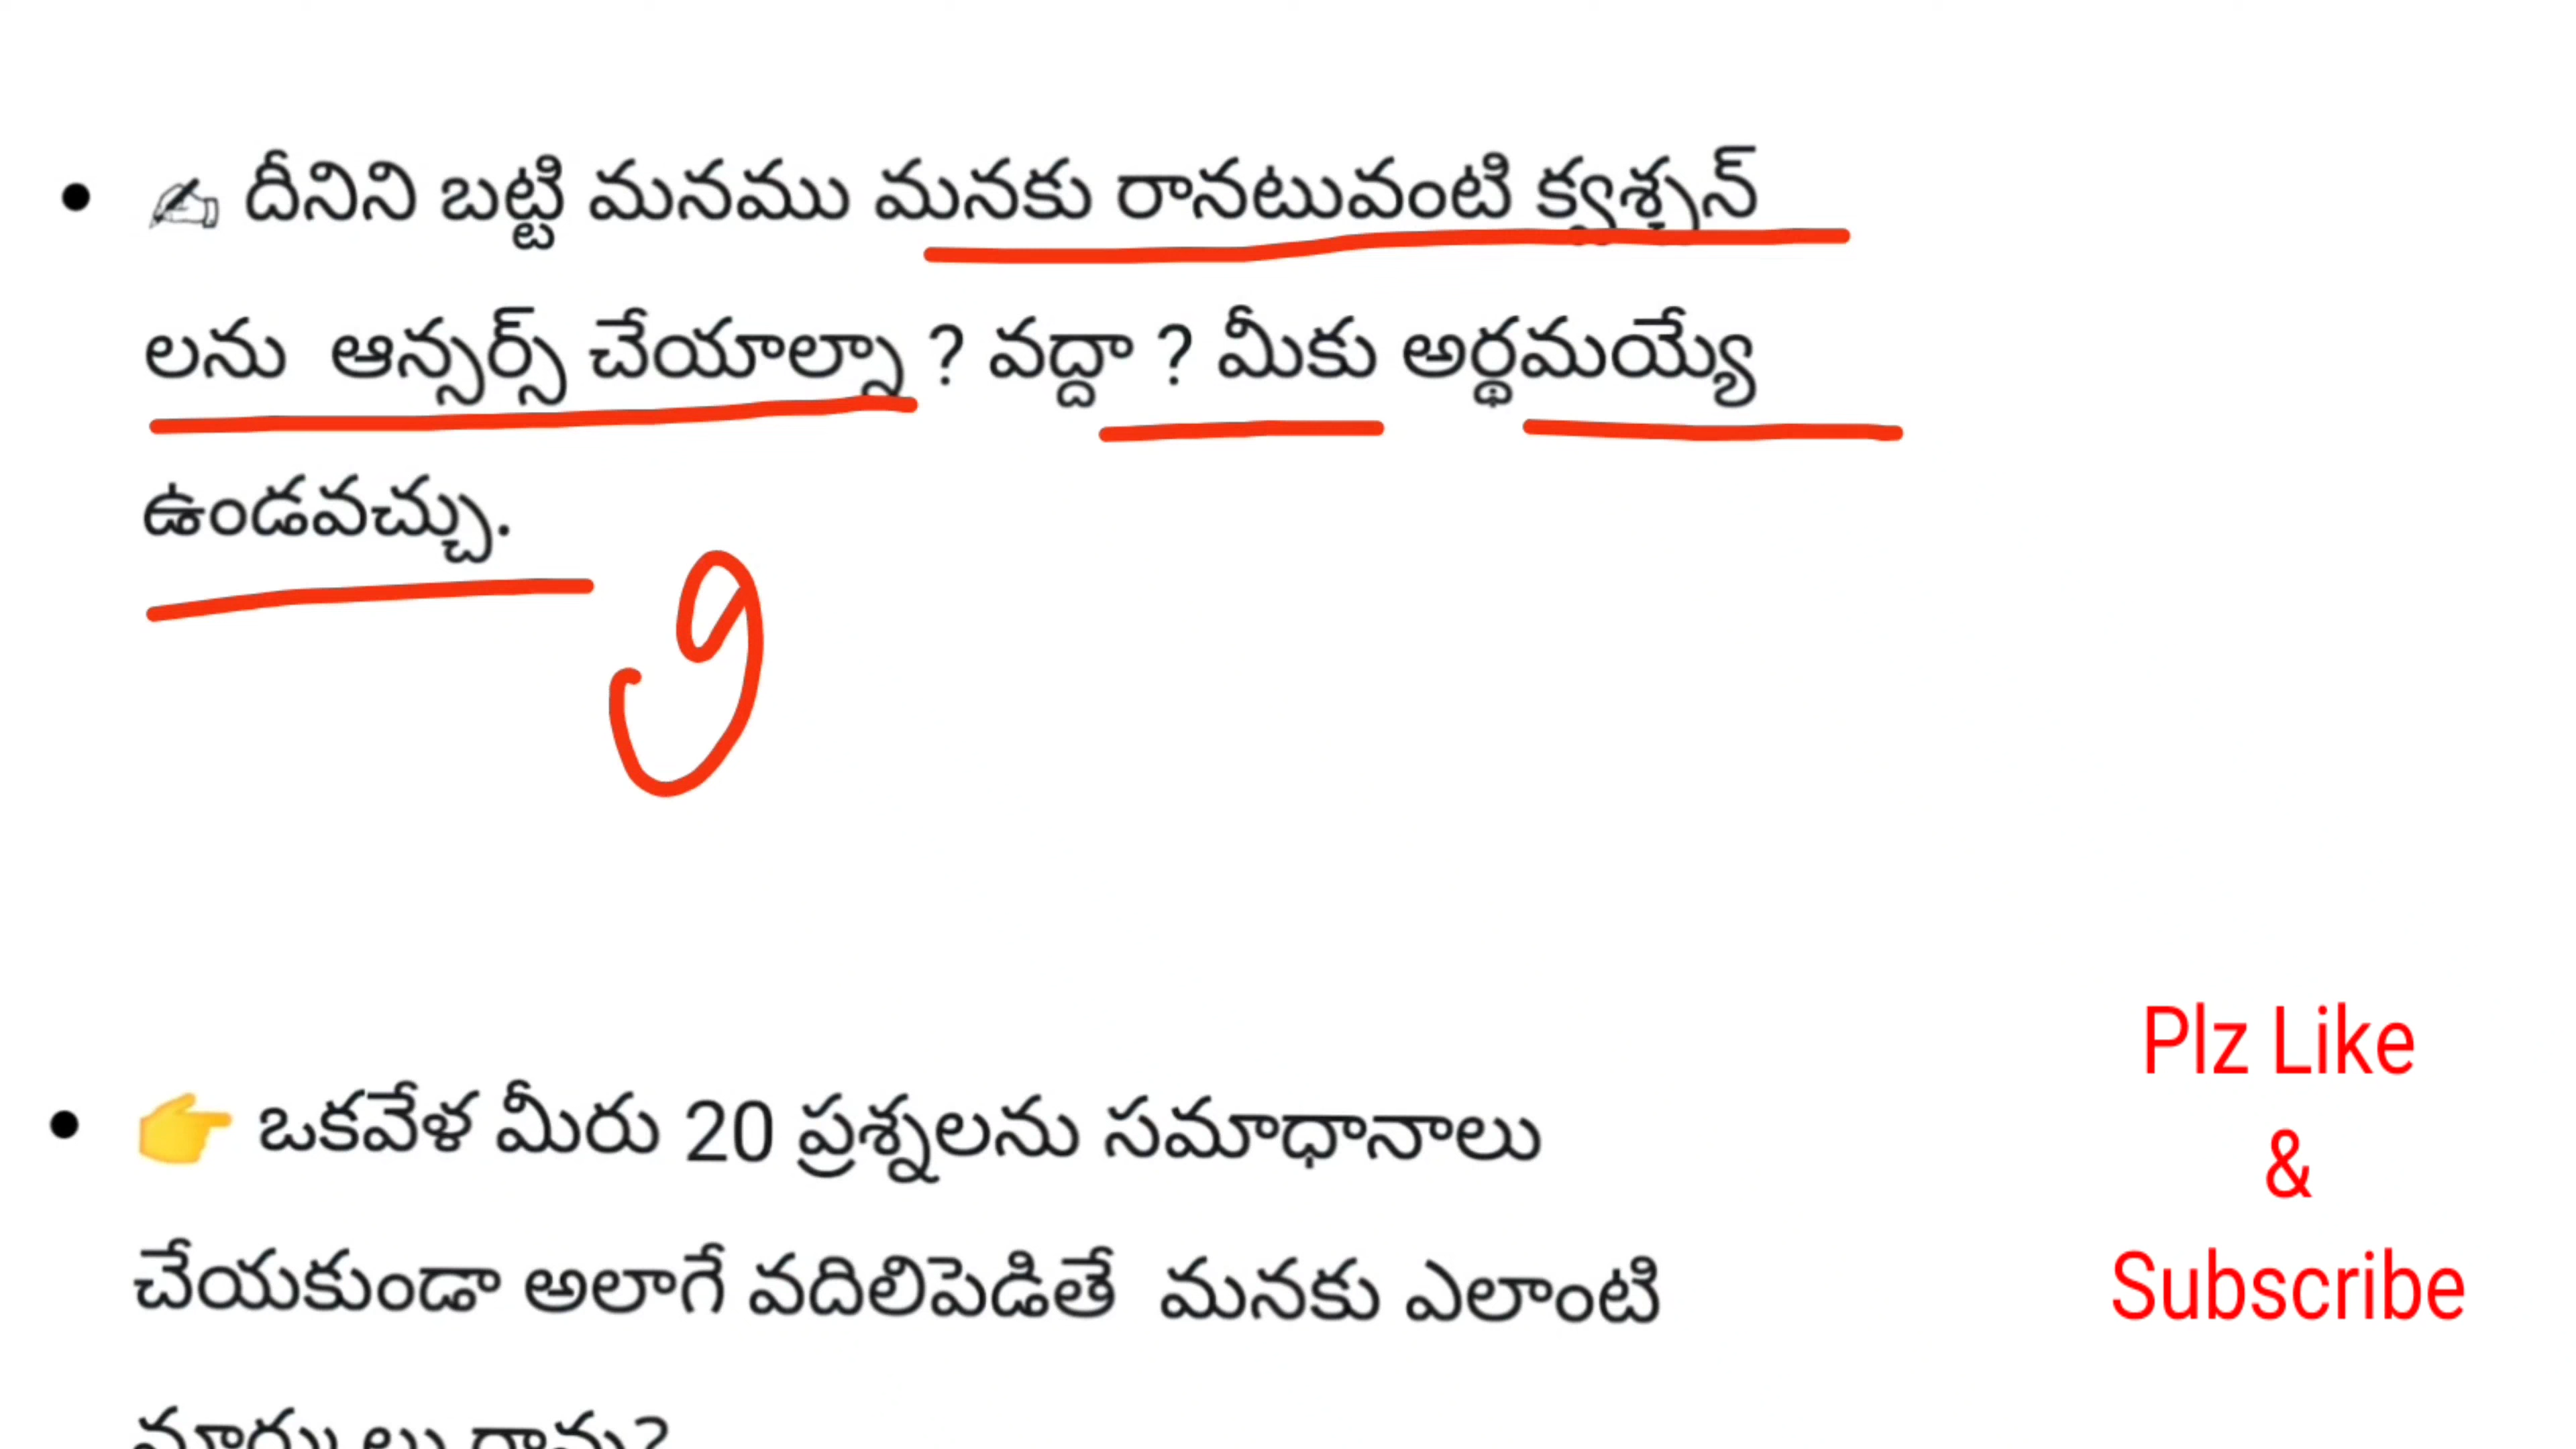 ✍ దీనిని బట్టి మనము మనకు రానటువంటి క్వశ్చన్
లను ఆన్సర్స్ చేయాల్నా ? వద్దా ? మీకు అర్థమయ్యే
ఉండవచ్చు.
9
👉 ఒకవేళ మీరు 20 ప్రశ్నలను సమాధానాలు
చేయకుండా అలాగే వదిలిపెడితే మనకు ఎలాంటి
Plz Like
&
Subscribe